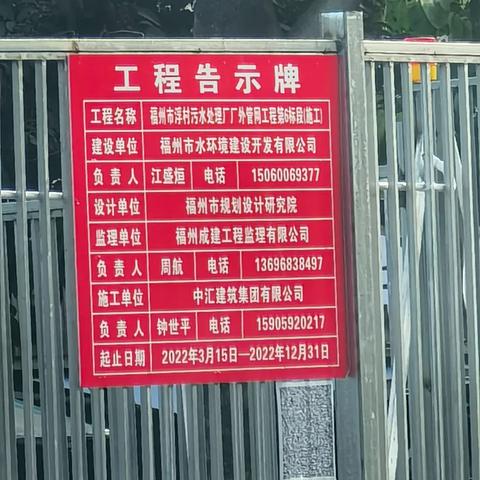 工程告示牌
工程名称 福州市浮村污水处理厂厂外管网工程第6标段(施工)
建设单位 福州市水环境建设开发有限公司
负责人 江盛烜 电话 15060069377
设计单位 福州市规划设计研究院
监理单位 福州成建工程监理有限公司
负责人 周航 电话 13696838497
施工单位 中汇建筑集团有限公司
负责人 钟世平 电话 15905920217
起止日期 2022年3月15日—2022年12月31日